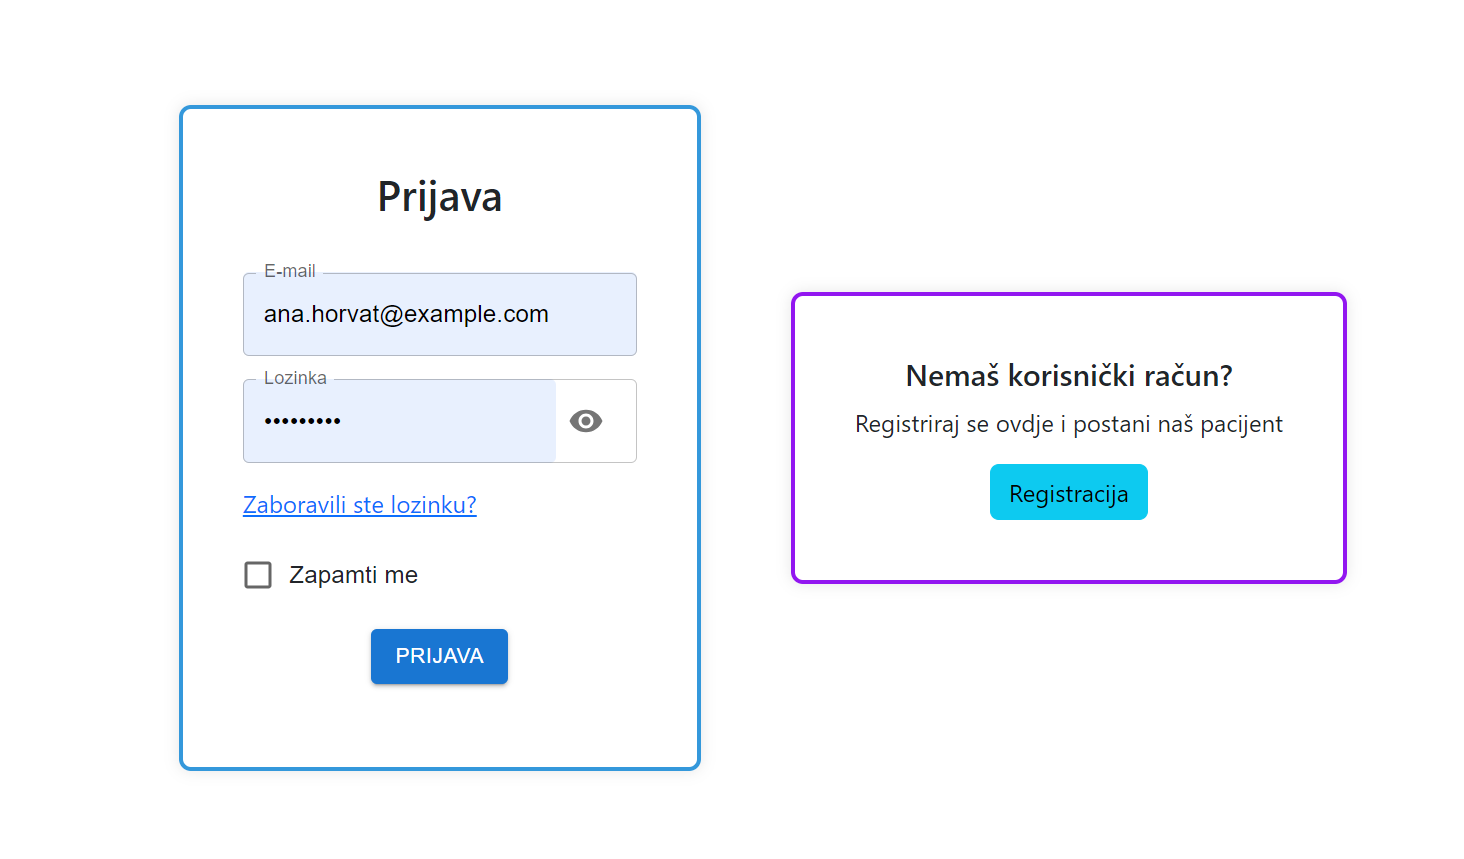 Prijava
E-mail
ana.horvat@example.com
Lozinka
•••••••••
Zaboravili ste lozinku?
Zapamti me
PRIJAVA
Nemaš korisnički račun?
Registriraj se ovdje i postani naš pacijent
Registracija